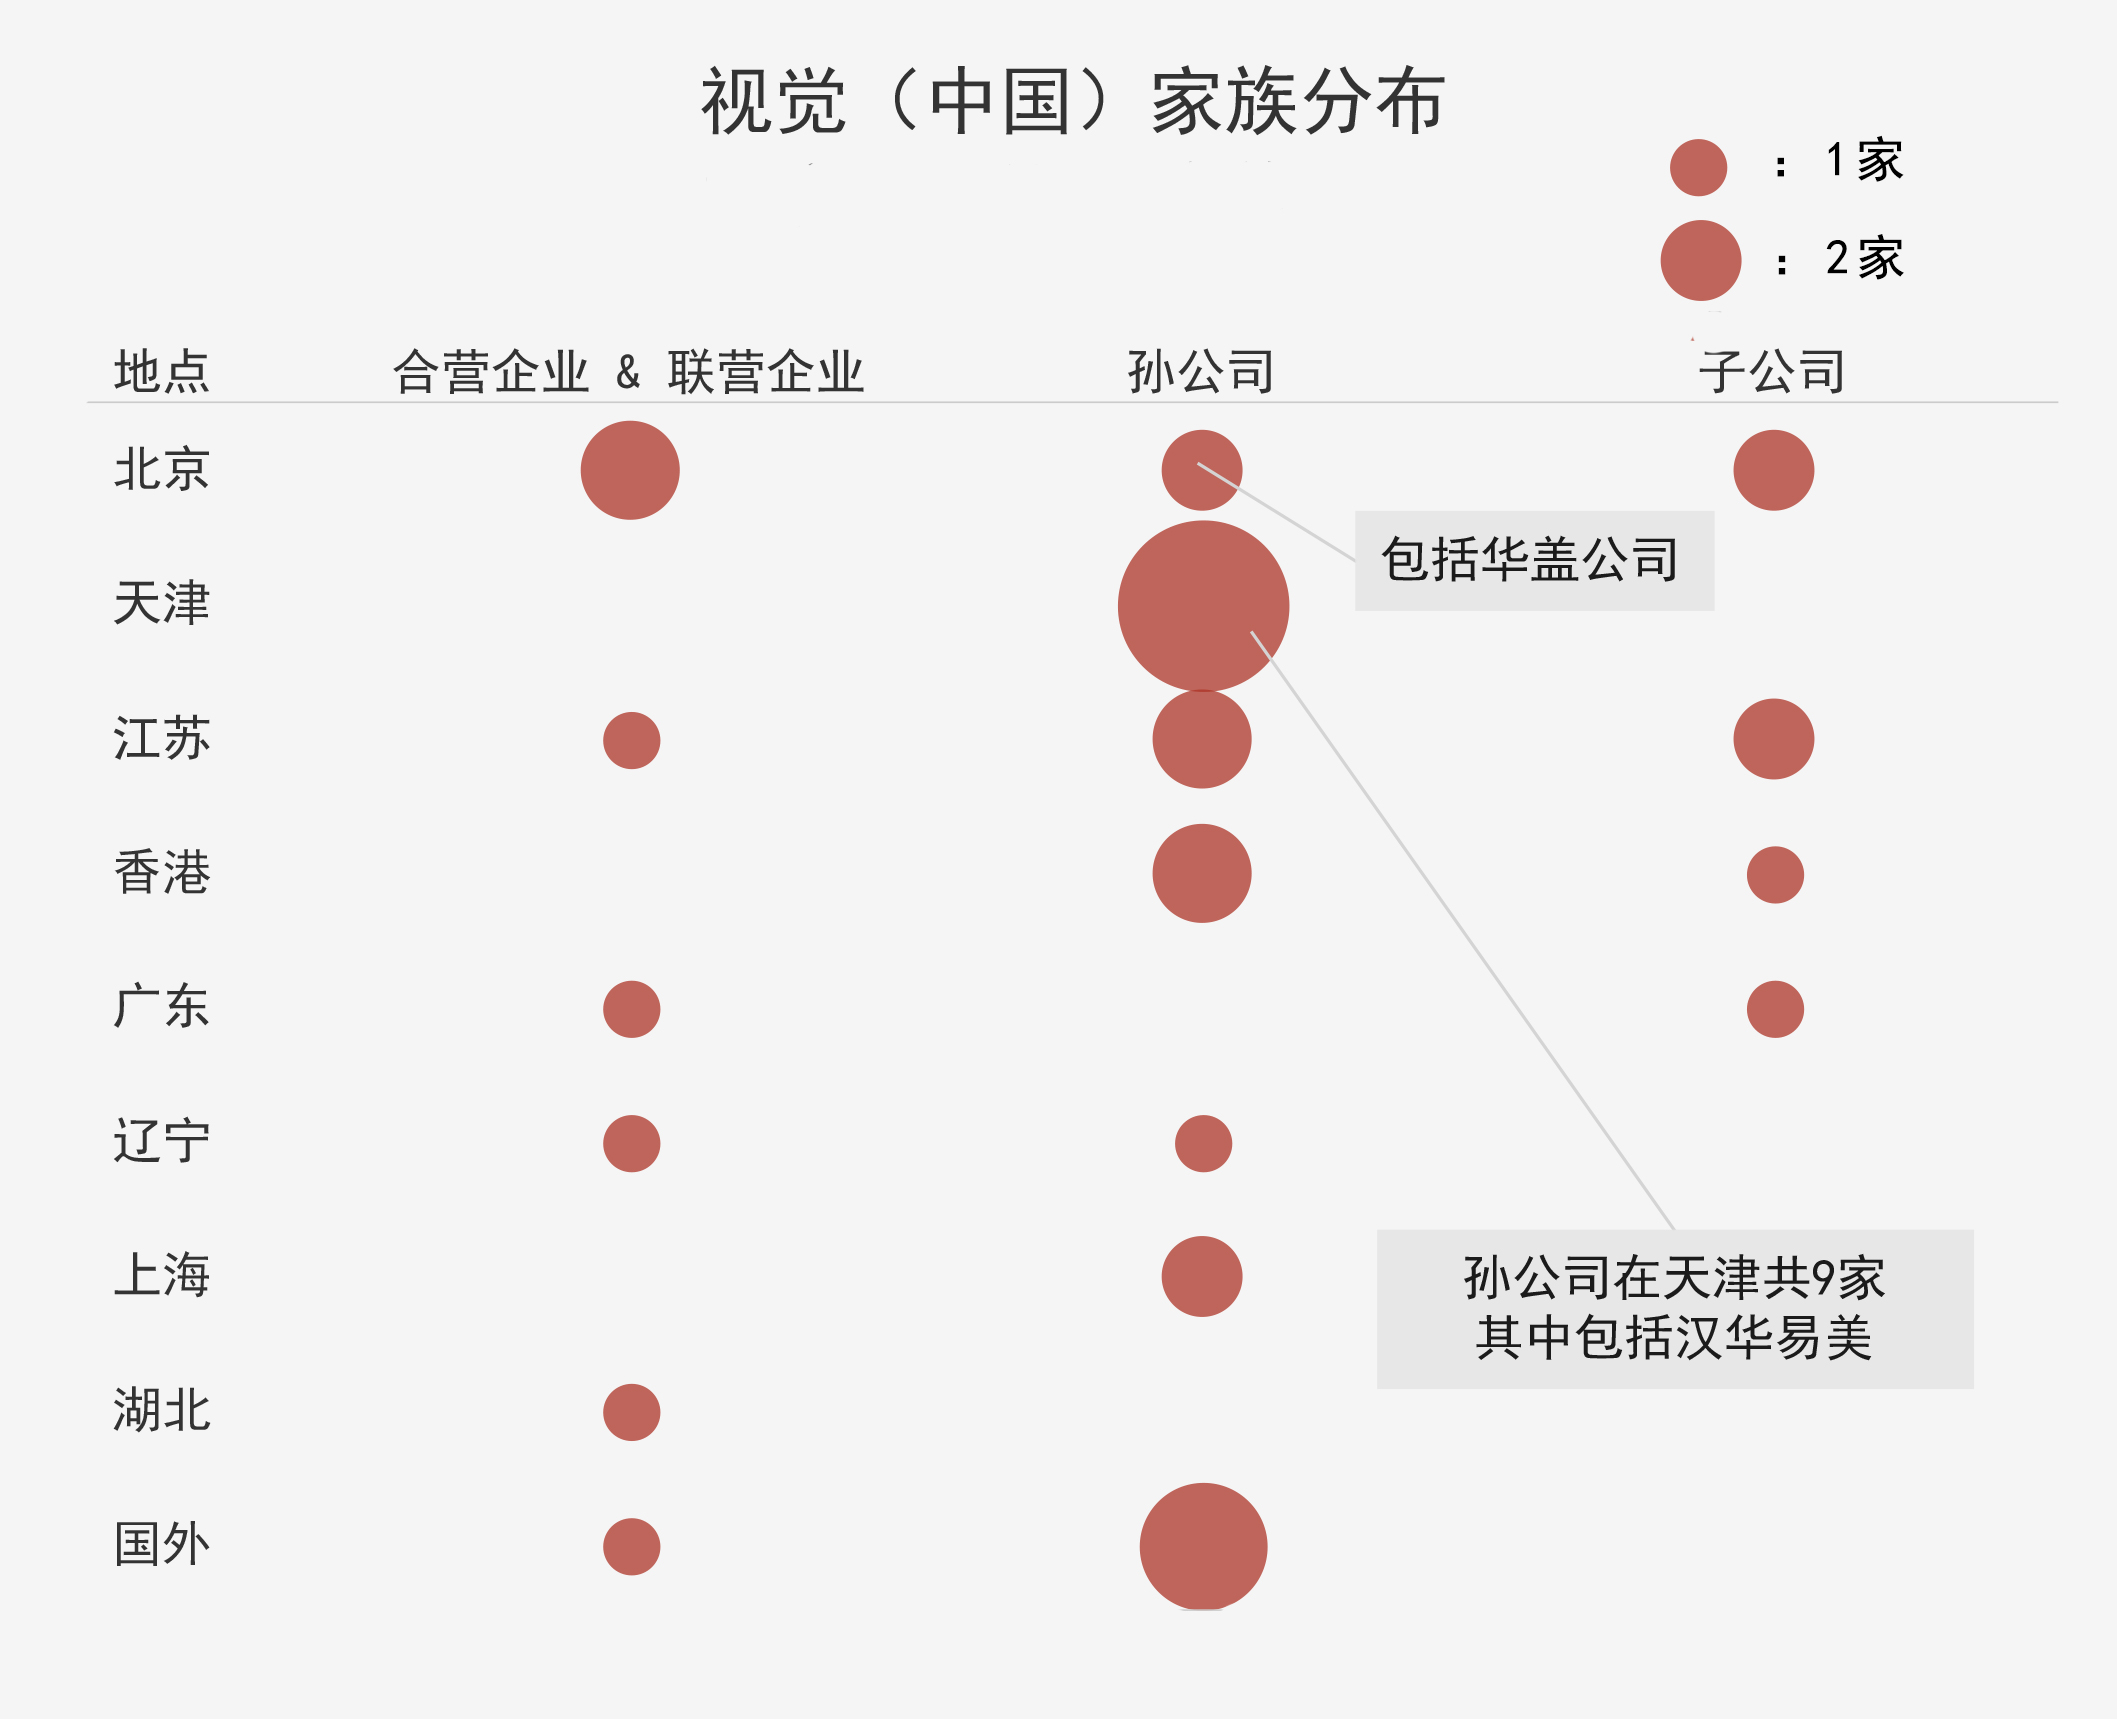 视觉（中国）家族分布
：1家
：2家
地点 合营企业 & 联营企业 孙公司 子公司
北京
包括华盖公司
天津
江苏
香港
广东
辽宁
上海
孙公司在天津共9家
其中包括汉华易美
湖北
国外